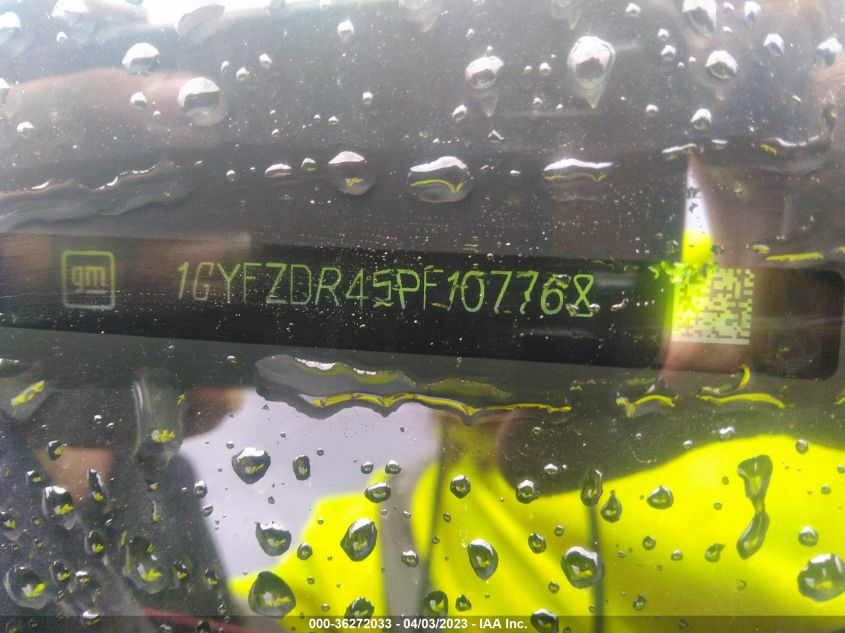 gm 1GYFZDR45PF107768
000-36272033 - 04/03/2023 - IAA Inc.